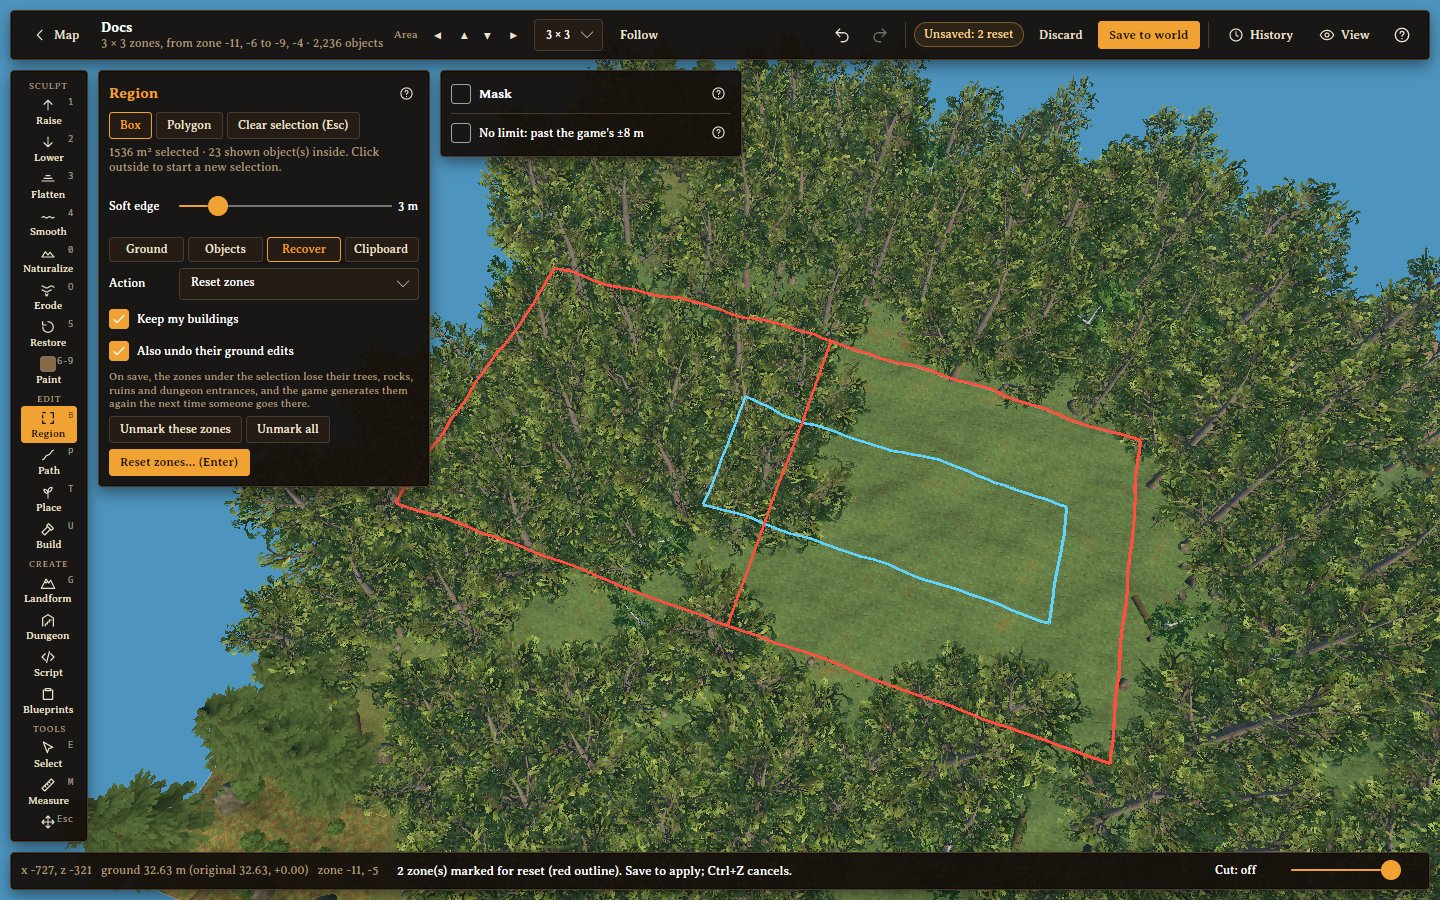 Map
Docs
3 × 3 zones, from zone -11, -6 to -9, -4 · 2,236 objects
Area
3 × 3
Follow
Unsaved: 2 reset
Discard
Save to world
History
View
SCULPT
1
Raise
2
Lower
3
Flatten
4
Smooth
0
Naturalize
O
Erode
5
Restore
6-9
Paint
EDIT
B
Region
P
Path
T
Place
U
Build
CREATE
G
Landform
Dungeon
Script
Blueprints
TOOLS
E
Select
M
Measure
Esc
Region
Box
Polygon
Clear selection (Esc)
1536 m² selected · 23 shown object(s) inside. Click
outside to start a new selection.
Soft edge
3 m
Ground
Objects
Recover
Clipboard
Action
Reset zones
Keep my buildings
Also undo their ground edits
On save, the zones under the selection lose their trees, rocks,
ruins and dungeon entrances, and the game generates them
again the next time someone goes there.
Unmark these zones
Unmark all
Reset zones... (Enter)
Mask
No limit: past the game's ±8 m
x -727, z -321 ground 32.63 m (original 32.63, +0.00) zone -11, -5
2 zone(s) marked for reset (red outline). Save to apply; Ctrl+Z cancels.
Cut: off